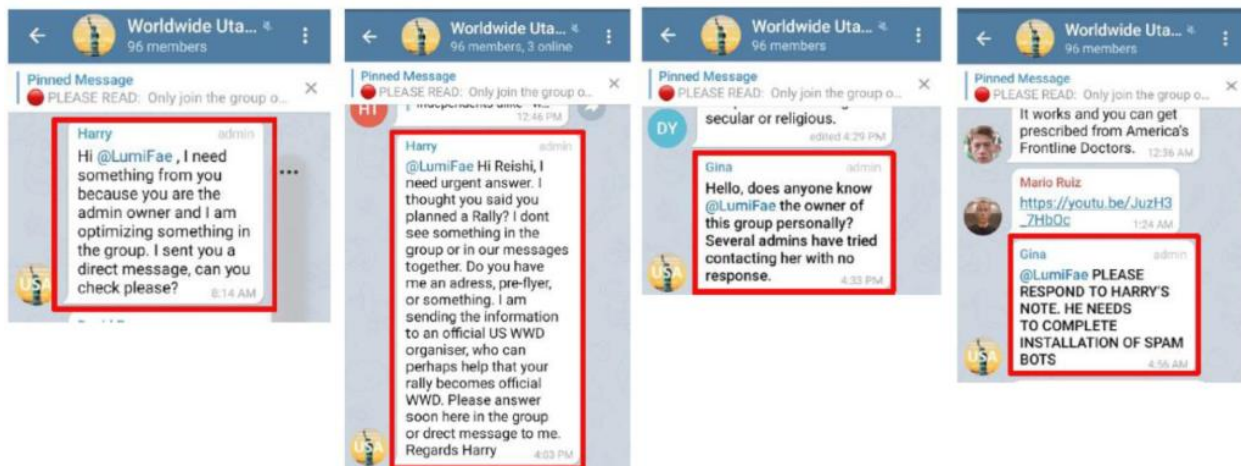 Worldwide Uta...
96 members
Pinned Message
PLEASE READ: Only join the group o...
Harry admin
Hi @LumiFae , I need
something from you
because you are the
admin owner and I am
optimizing something in
the group. I sent you a
direct message, can you
check please?
8:14 AM
USA
Worldwide Uta...
96 members, 3 online
Pinned Message
PLEASE READ: Only join the group o...
HT
12:46 PM
Harry admin
@LumiFae Hi Reishi, I
need urgent answer. I
thought you said you
planned a Rally? I dont
see something in the
group or in our messages
together. Do you have
me an adress, pre-flyer,
or something. I am
sending the information
to an official US WWD
organiser, who can
perhaps help that your
rally becomes official
WWD. Please answer
soon here in the group
or drect message to me.
Regards Harry
4:03 PM
USA
Worldwide Uta...
96 members
Pinned Message
PLEASE READ: Only join the group o...
DY
secular or religious.
edited 4:29 PM
Gina admin
Hello, does anyone know
@LumiFae the owner of
this group personally?
Several admins have tried
contacting her with no
response.
4:33 PM
USA
Worldwide Uta...
96 members
Pinned Message
PLEASE READ: Only join the group o...
It works and you can get
prescribed from America's
Frontline Doctors.
12:36 AM
Mario Ruiz
https://youtu.be/JuzH3
_7HbOc
1:24 AM
Gina admin
@LumiFae PLEASE
RESPOND TO HARRY'S
NOTE. HE NEEDS
TO COMPLETE
INSTALLATION OF SPAM
BOTS
4:56 AM
USA